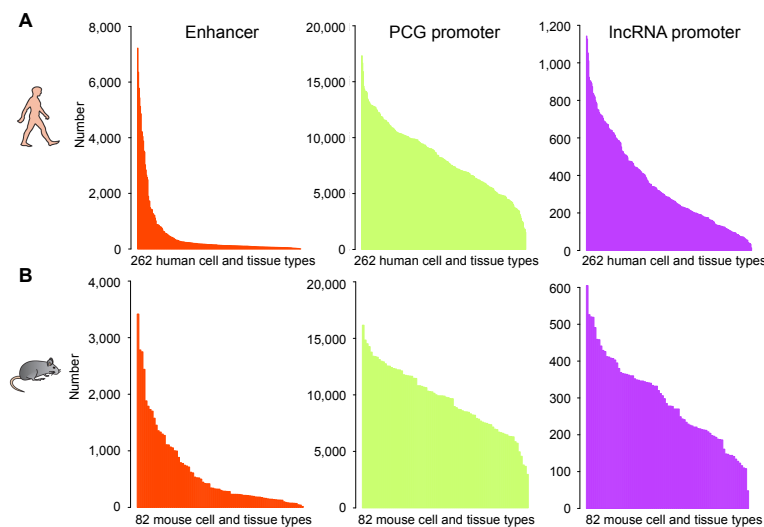 A
Enhancer
PCG promoter
lncRNA promoter
Number
8,000
6,000
4,000
2,000
0
20,000
15,000
10,000
5,000
0
1,200
1,000
800
600
400
200
0
262 human cell and tissue types
262 human cell and tissue types
262 human cell and tissue types
B
Number
4,000
3,000
2,000
1,000
0
20,000
15,000
10,000
5,000
0
600
500
400
300
200
100
0
82 mouse cell and tissue types
82 mouse cell and tissue types
82 mouse cell and tissue types